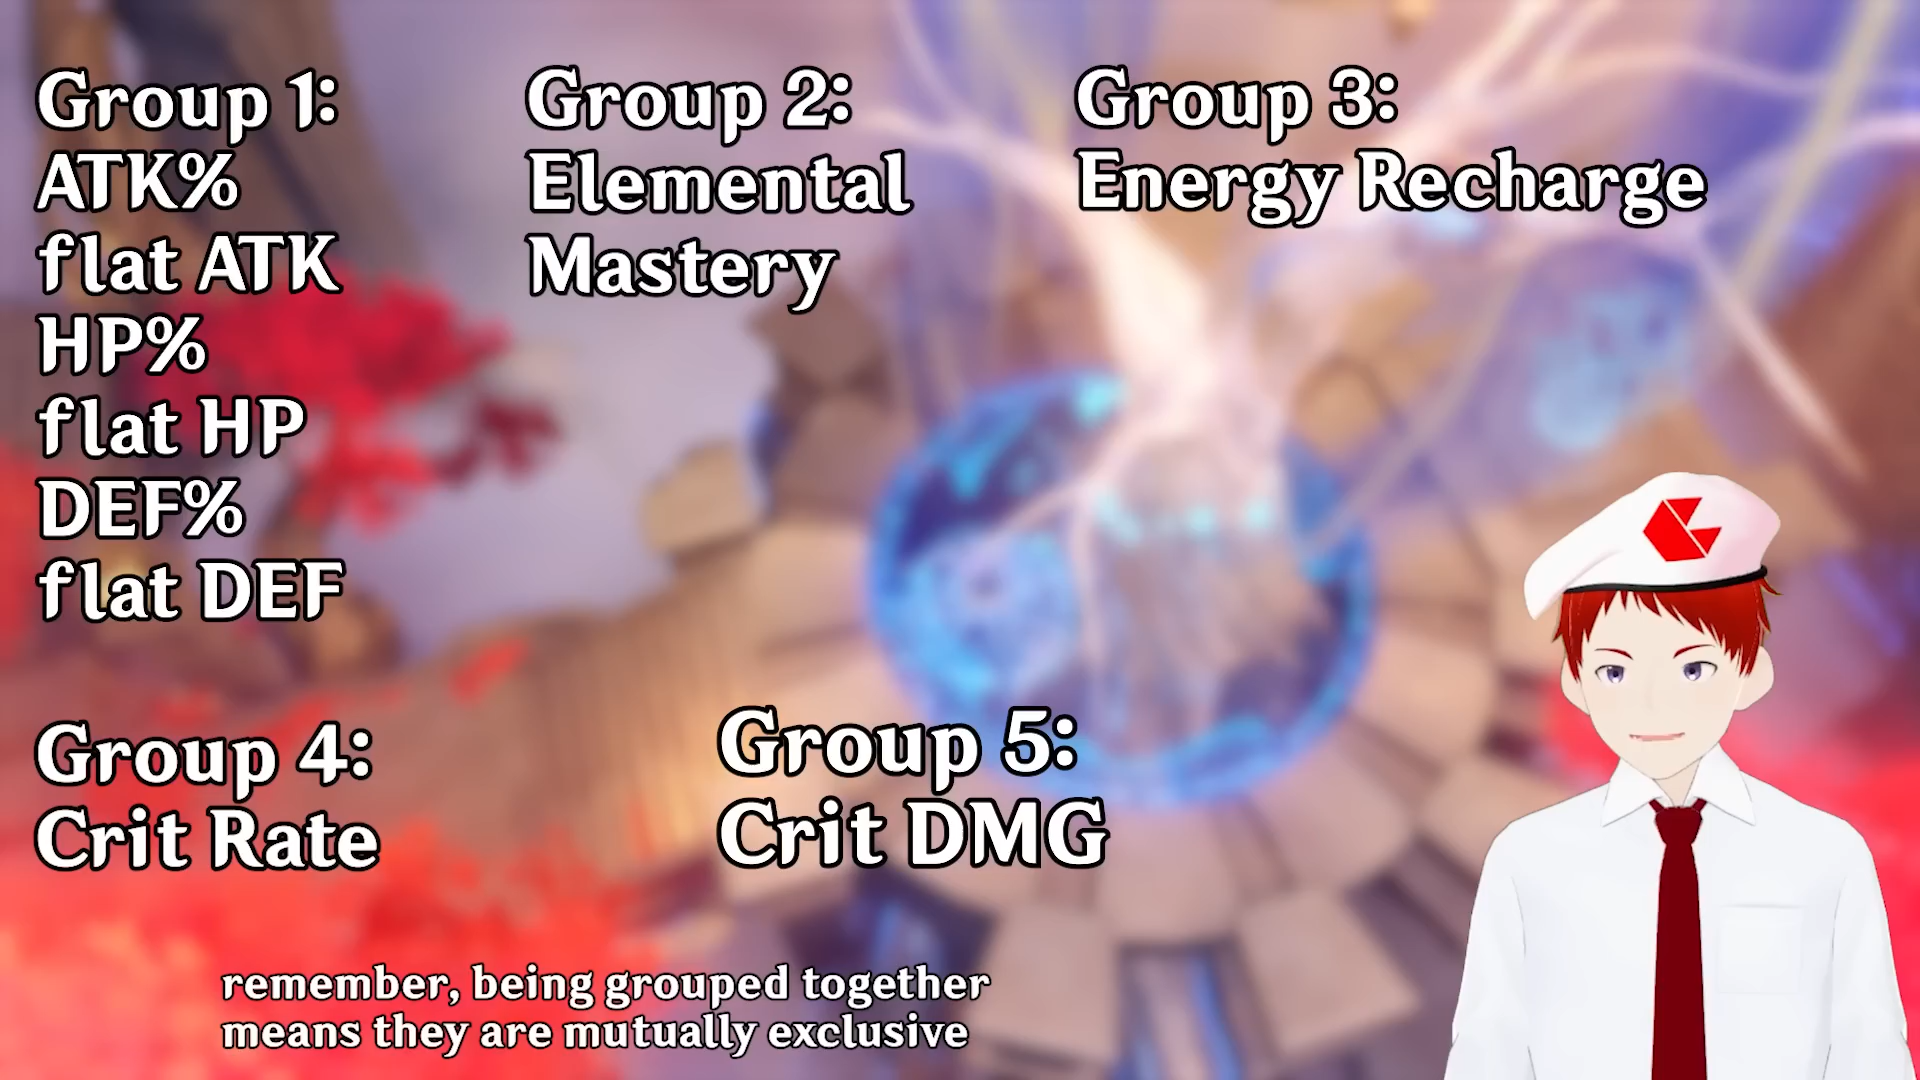 Group 1:
ATK%
flat ATK
HP%
flat HP
DEF%
flat DEF
Group 2:
Elemental
Mastery
Group 3:
Energy Recharge
Group 4:
Crit Rate
Group 5:
Crit DMG
remember, being grouped together
means they are mutually exclusive